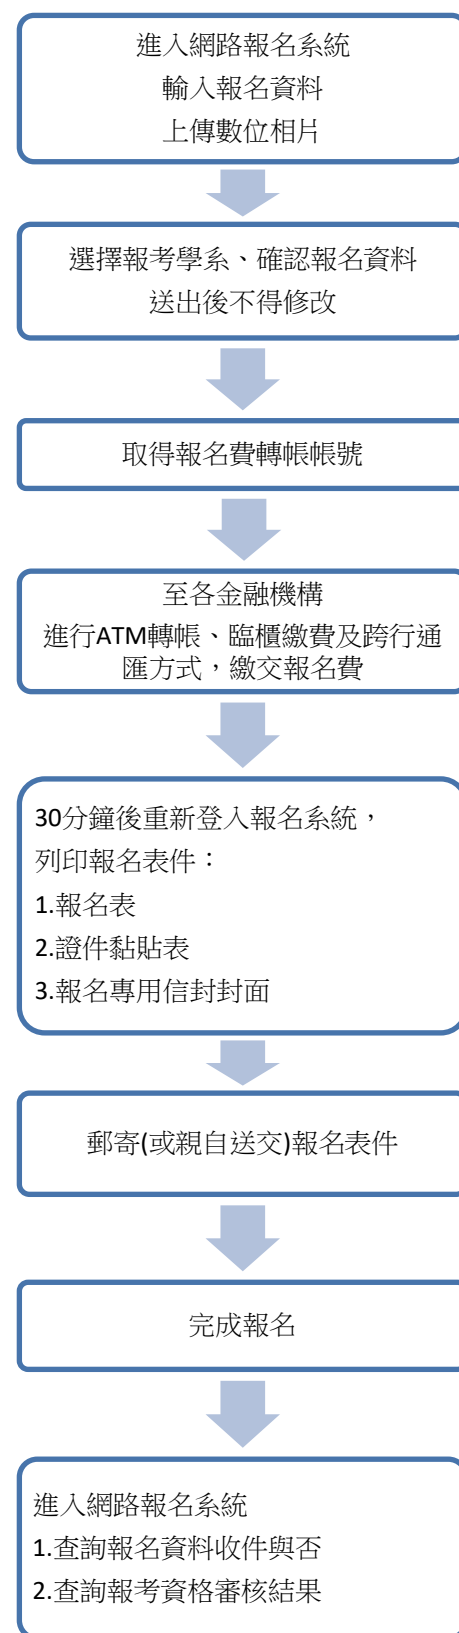 進入網路報名系統
輸入報名資料
上傳數位相片
選擇報考學系、確認報名資料
送出後不得修改
取得報名費轉帳帳號
至各金融機構
進行ATM轉帳、臨櫃繳費及跨行通
匯方式，繳交報名費
30分鐘後重新登入報名系統，
列印報名表件：
1.報名表
2.證件黏貼表
3.報名專用信封封面
郵寄(或親自送交)報名表件
完成報名
進入網路報名系統
1.查詢報名資料收件與否
2.查詢報考資格審核結果